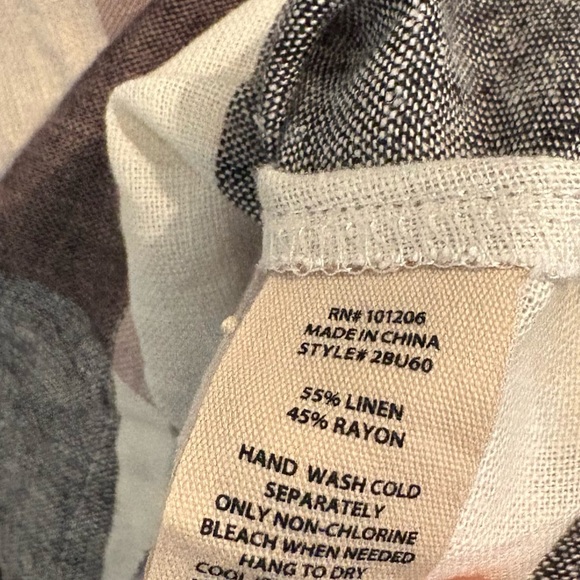 RN# 101206
MADE IN CHINA
STYLE# 2BU60
55% LINEN
45% RAYON
HAND WASH COLD
SEPARATELY
ONLY NON-CHLORINE
BLEACH WHEN NEEDED
HANG TO DRY
COOL